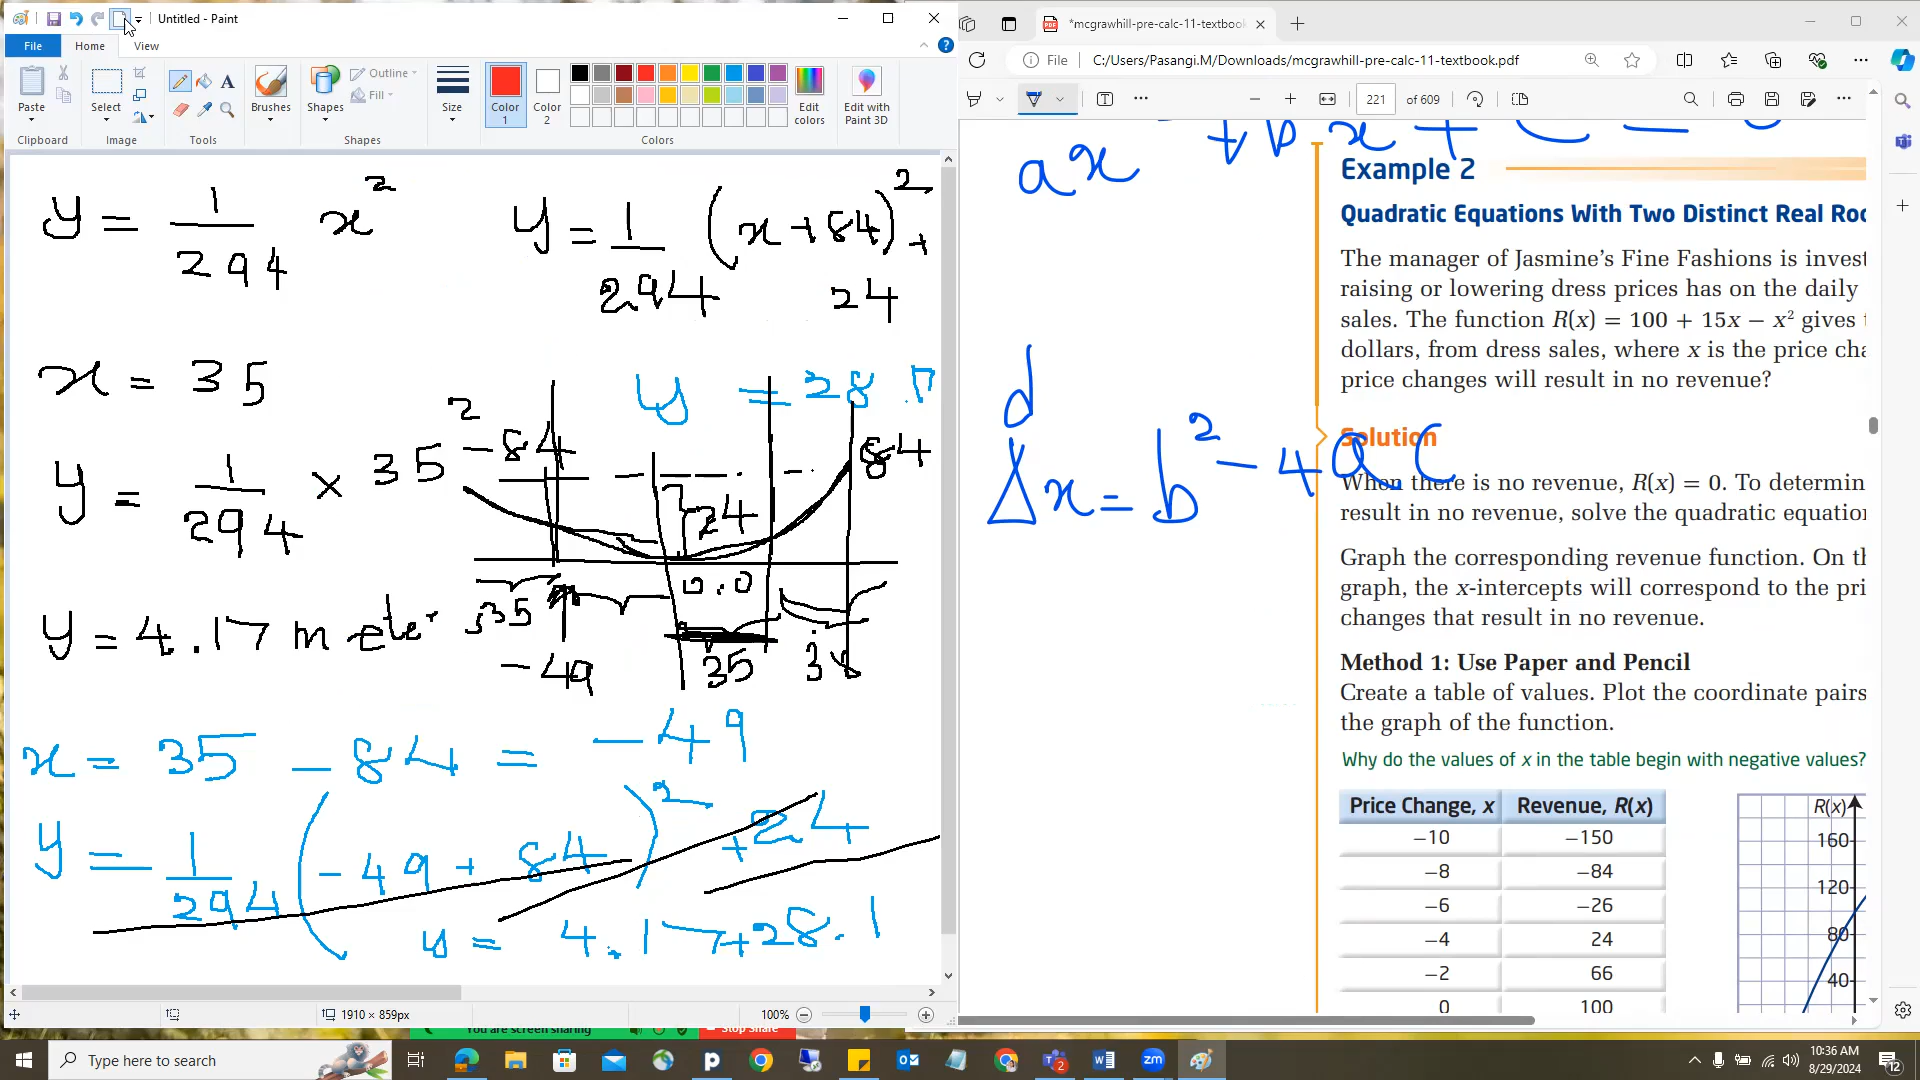 Untitled - Paint
File Home View
Paste Select Brushes Shapes Outline Fill Size Color 1 Color 2 Edit colors Edit with Paint 3D
Clipboard Image Tools Shapes Colors
y = 1/294 x²
y = 1/294 (x+84)² + 24
x = 35
y = 28.
y = 1/294 × 35²
-84
84
24
0.0
y = 4.17 meter
35
-49
35
x = 35 - 84 = -49
y = 1/294 (-49 + 84)² + 24
y = 4.17+28.1
1910 × 859px
100%
You are screen sharing
Stop Share
*mcgrawhill-pre-calc-11-textbook
File C:/Users/Pasangi.M/Downloads/mcgrawhill-pre-calc-11-textbook.pdf
221 of 609
ax + bx + c =
d
Δx = b² - 4ac
Example 2
Quadratic Equations With Two Distinct Real Roo
The manager of Jasmine's Fine Fashions is invest
raising or lowering dress prices has on the daily
sales. The function R(x) = 100 + 15x − x² gives t
dollars, from dress sales, where x is the price cha
price changes will result in no revenue?
Solution
When there is no revenue, R(x) = 0. To determin
result in no revenue, solve the quadratic equation
Graph the corresponding revenue function. On th
graph, the x-intercepts will correspond to the pri
changes that result in no revenue.
Method 1: Use Paper and Pencil
Create a table of values. Plot the coordinate pairs
the graph of the function.
Why do the values of x in the table begin with negative values?
Price Change, x Revenue, R(x)
−10 −150
−8 −84
−6 −26
−4 24
−2 66
0 100
R(x)
160
120
80
40
Type here to search
10:36 AM
8/29/2024
12